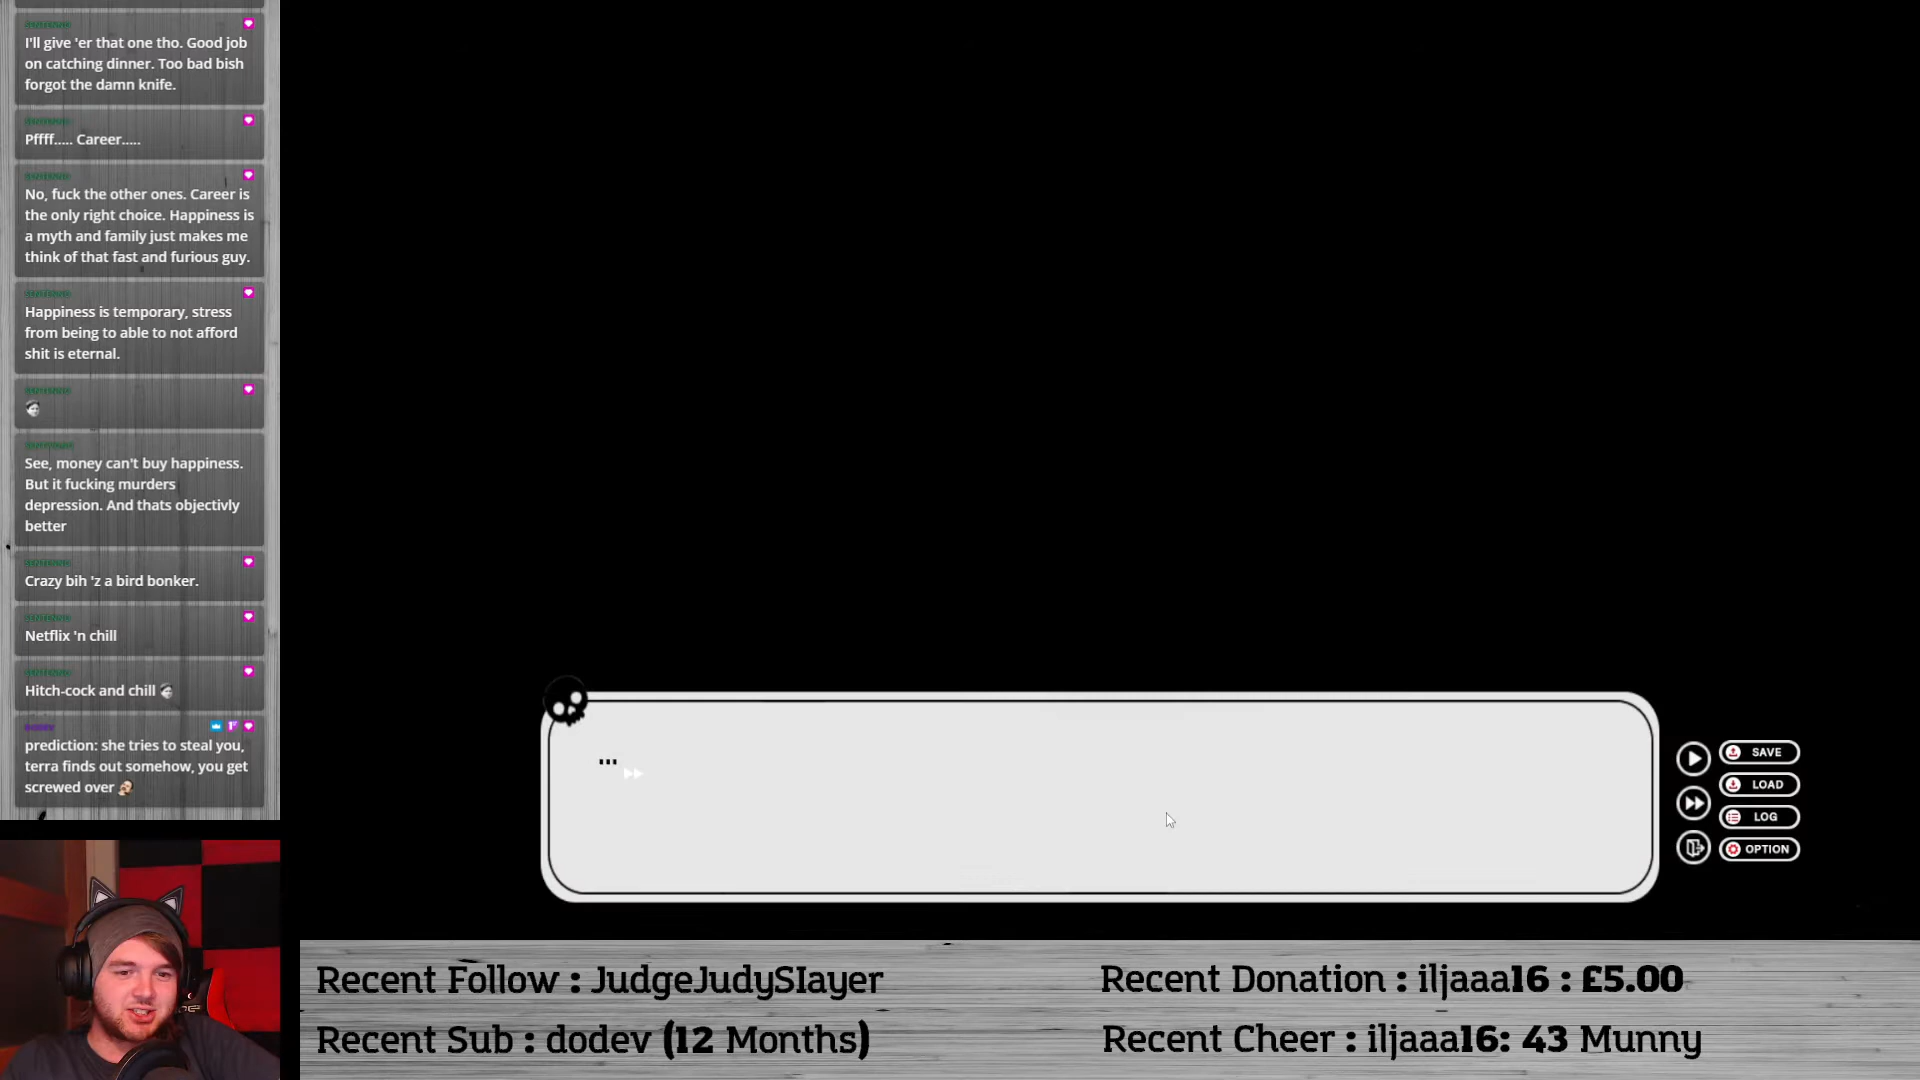 I'll give 'er that one tho. Good job
on catching dinner. Too bad bish
forgot the damn knife.
Pffff..... Career.....
No, fuck the other ones. Career is
the only right choice. Happiness is
a myth and family just makes me
think of that fast and furious guy.
Happiness is temporary, stress
from being to able to not afford
shit is eternal.
See, money can't buy happiness.
But it fucking murders
depression. And thats objectivly
better
Crazy bih 'z a bird bonker.
Netflix 'n chill
Hitch-cock and chill
prediction: she tries to steal you,
terra finds out somehow, you get
screwed over
...
SAVE
LOAD
LOG
OPTION
Recent Follow : JudgeJudySlayer
Recent Sub : dodev (12 Months)
Recent Donation : iljaaa16 : £5.00
Recent Cheer : iljaaa16: 43 Munny